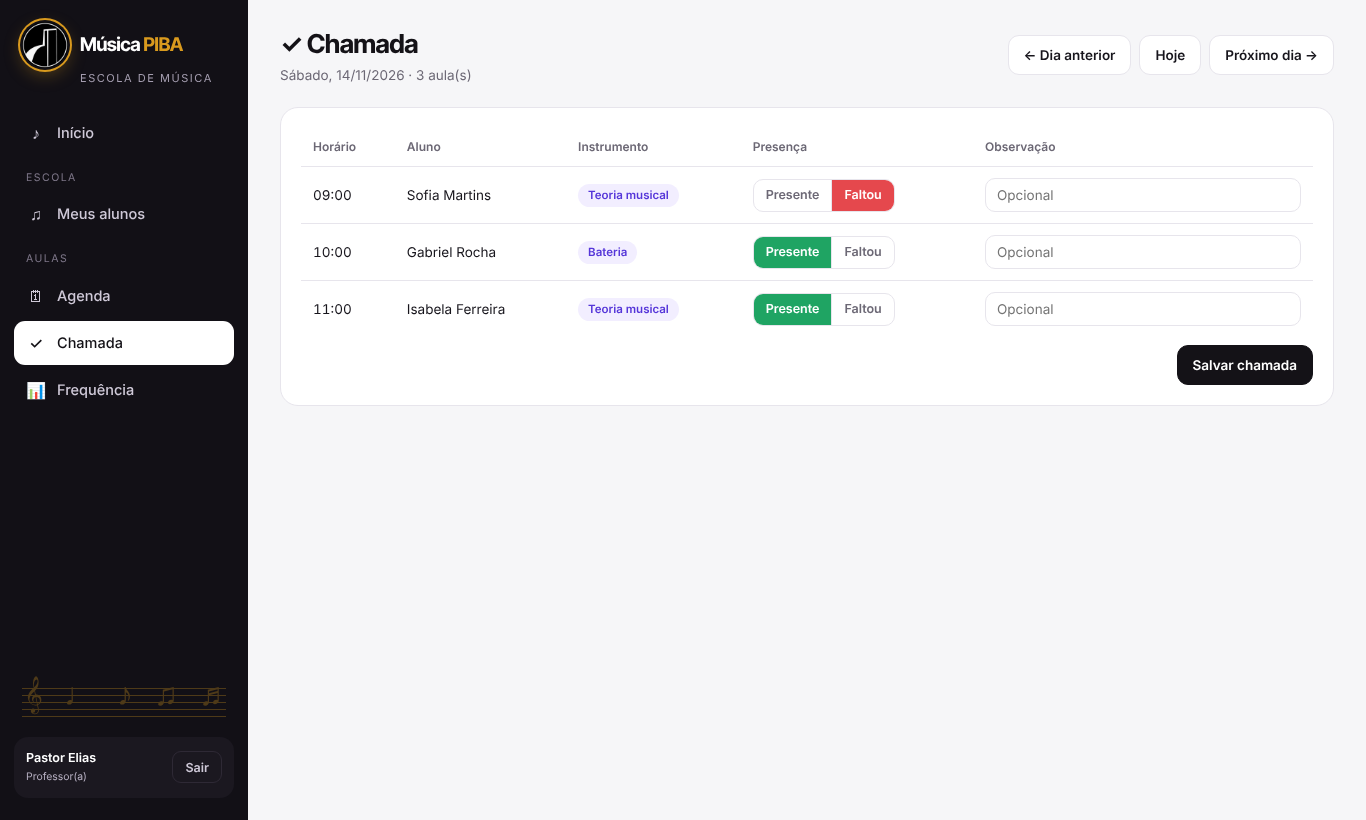 Música PIBA
ESCOLA DE MÚSICA
Início
ESCOLA
Meus alunos
AULAS
Agenda
Chamada
Frequência
Pastor Elias
Professor(a)
Sair
✓ Chamada
Sábado, 14/11/2026 · 3 aula(s)
← Dia anterior
Hoje
Próximo dia →
Horário Aluno Instrumento Presença Observação
09:00 Sofia Martins Teoria musical Presente Faltou Opcional
10:00 Gabriel Rocha Bateria Presente Faltou Opcional
11:00 Isabela Ferreira Teoria musical Presente Faltou Opcional
Salvar chamada